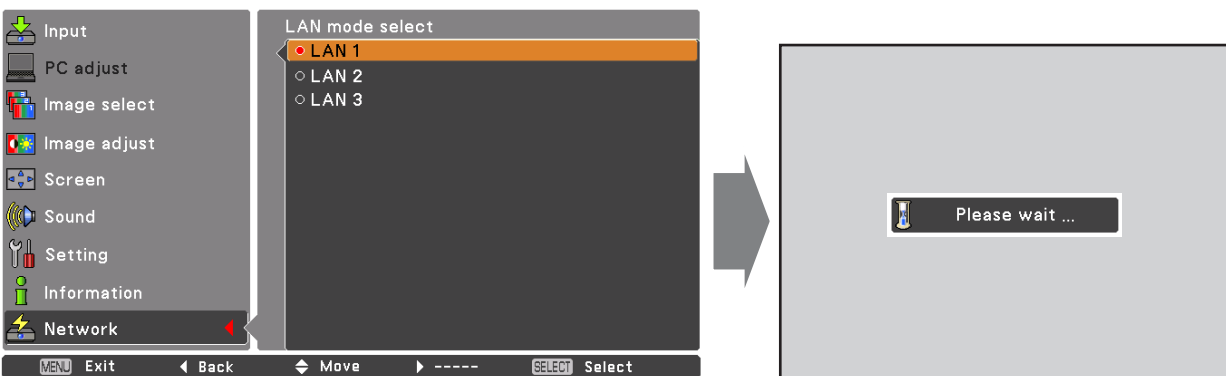 Input
PC adjust
Image select
Image adjust
Screen
Sound
Setting
Information
Network
LAN mode select
LAN 1
LAN 2
LAN 3
MENU Exit Back Move ----- SELECT Select
Please wait ...